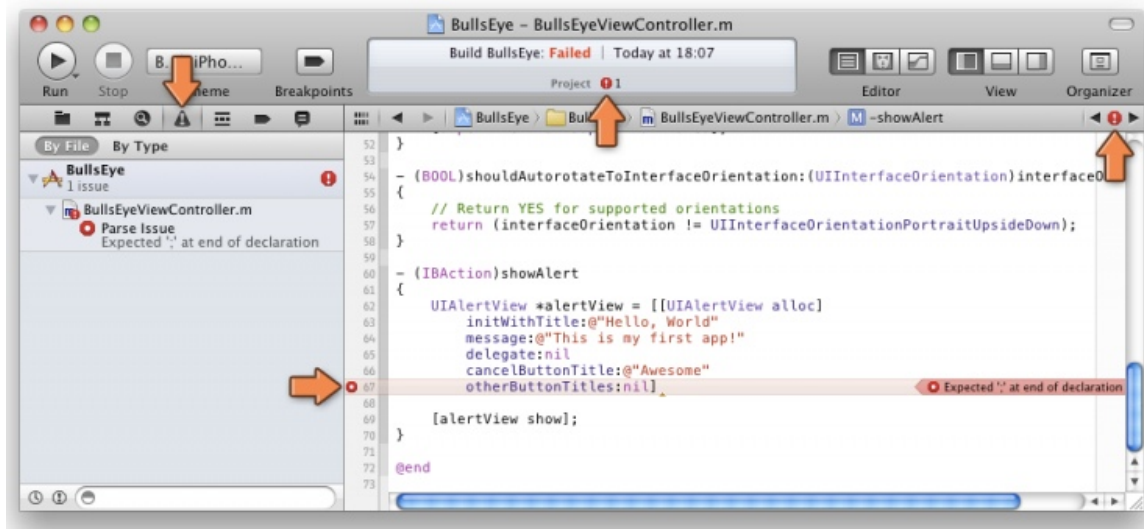 BullsEye – BullsEyeViewController.m
Build BullsEye: Failed | Today at 18:07
Project 1
B. iPho...
Run Stop eme Breakpoints Editor View Organizer
BullsEye Bul BullsEyeViewController.m M -showAlert
By File By Type
BullsEye
1 issue
BullsEyeViewController.m
Parse Issue
Expected ';' at end of declaration
52 }
53
54 - (BOOL)shouldAutorotateToInterfaceOrientation:(UIInterfaceOrientation)interfaceO
55 {
56 // Return YES for supported orientations
57 return (interfaceOrientation != UIInterfaceOrientationPortraitUpsideDown);
58 }
59
60 - (IBAction)showAlert
61 {
62 UIAlertView *alertView = [[UIAlertView alloc]
63 initWithTitle:@"Hello, World"
64 message:@"This is my first app!"
65 delegate:nil
66 cancelButtonTitle:@"Awesome"
67 otherButtonTitles:nil] Expected ';' at end of declaration
68
69 [alertView show];
70 }
71
72 @end
73